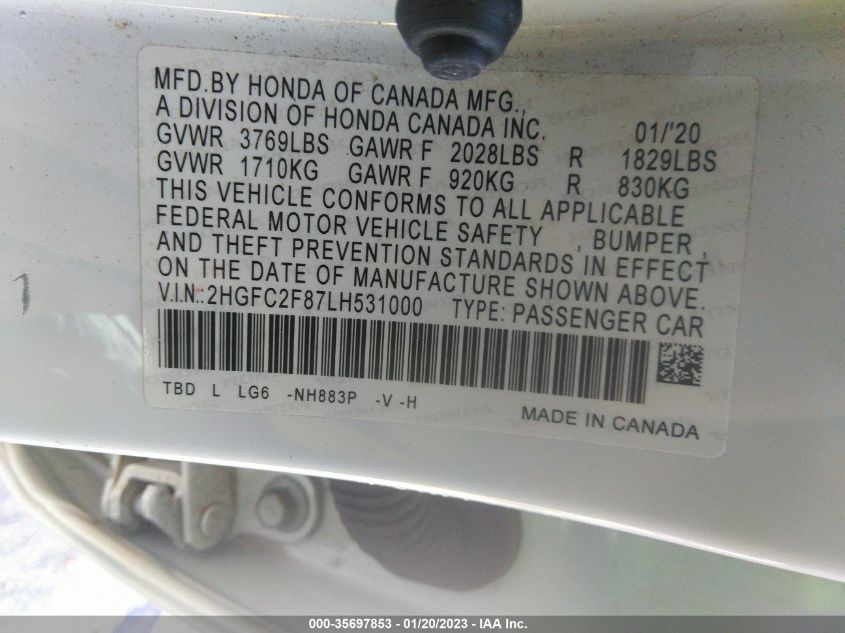 MFD.BY HONDA OF CANADA MFG.,
A DIVISION OF HONDA CANADA INC. 01/'20
GVWR 3769LBS GAWR F 2028LBS R 1829LBS
GVWR 1710KG GAWR F 920KG R 830KG
THIS VEHICLE CONFORMS TO ALL APPLICABLE
FEDERAL MOTOR VEHICLE SAFETY , BUMPER ,
AND THEFT PREVENTION STANDARDS IN EFFECT
ON THE DATE OF MANUFACTURE SHOWN ABOVE.
V.I.N.: 2HGFC2F87LH531000 TYPE: PASSENGER CAR
TBD L LG6 -NH883P -V -H
MADE IN CANADA
000-35697853 - 01/20/2023 - IAA Inc.